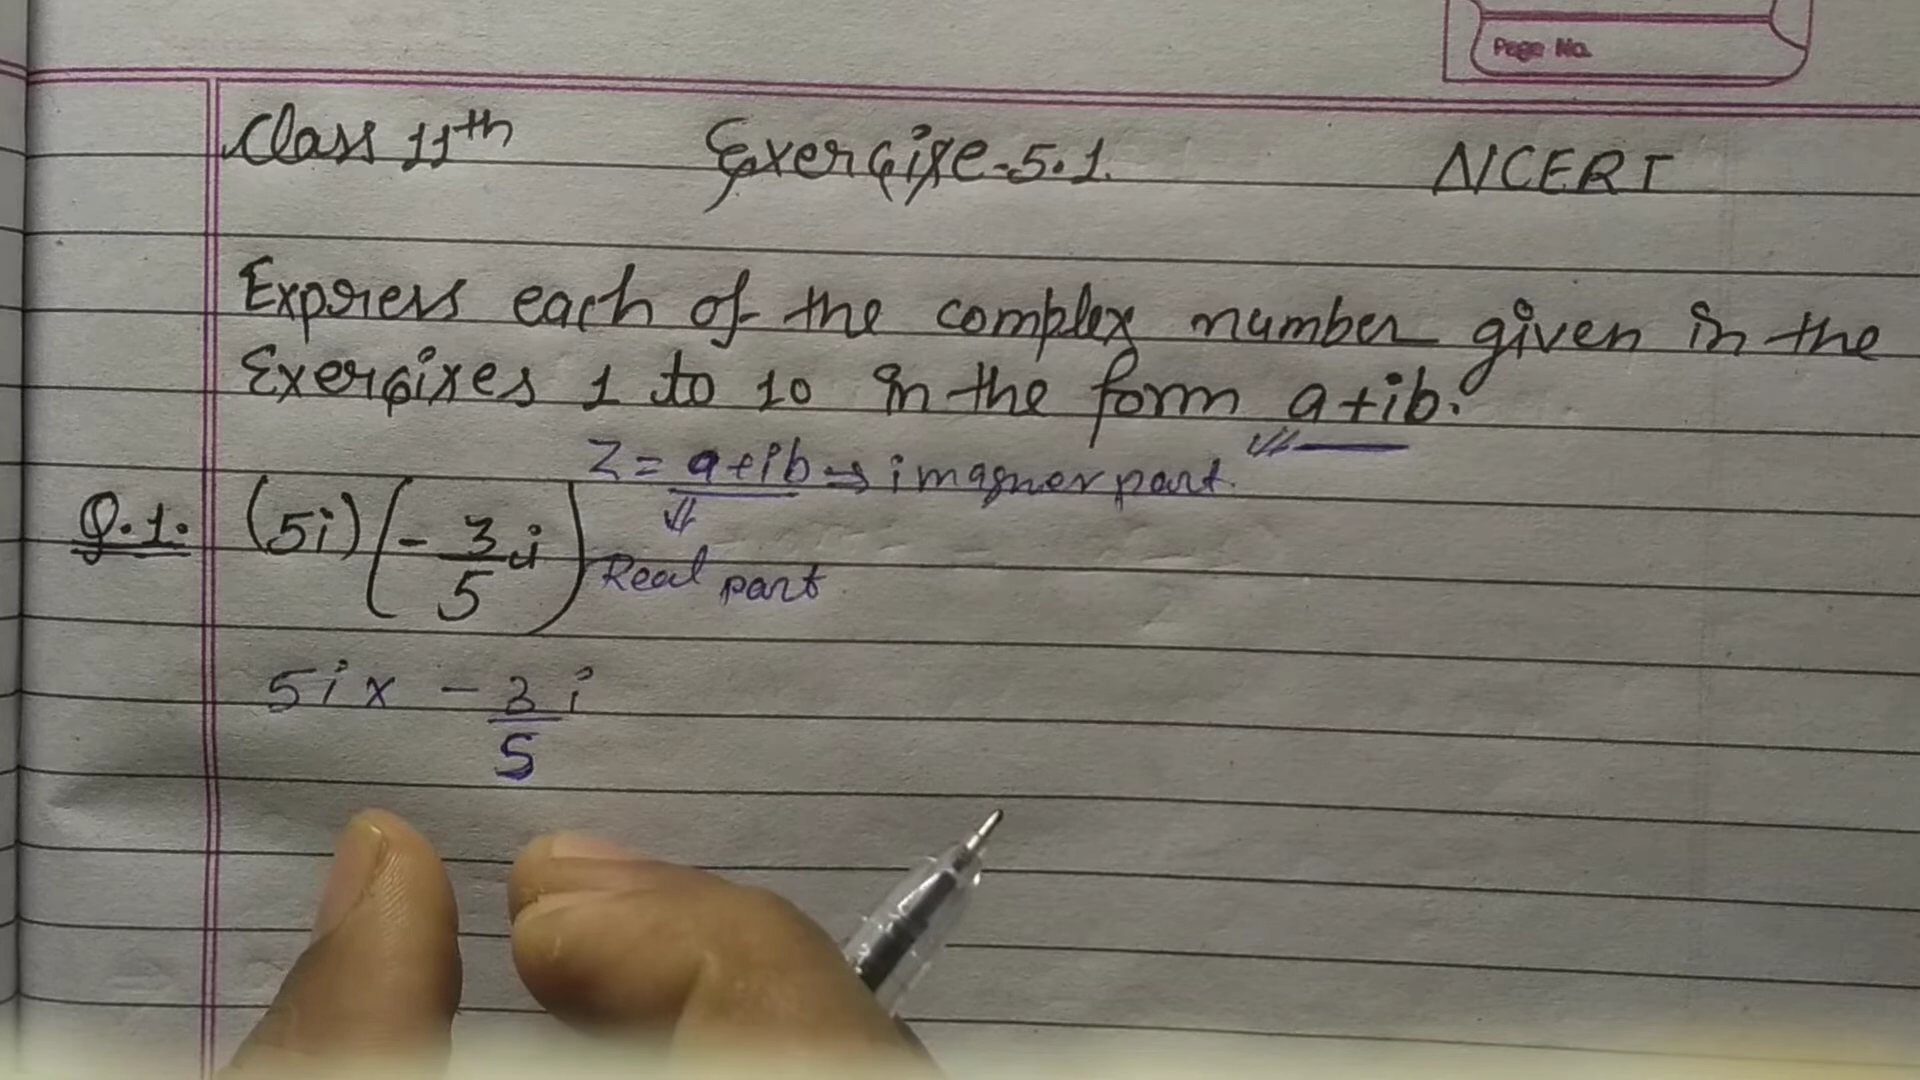 Page No.
Class 11th Exercise-5.1. NCERT
Express each of the complex number given in the
Exercises 1 to 10 in the form a+ib.
Z = a+ib → imagner part.
Q.1. (5i)(-3/5 i) Real part
5i x -3/5 i